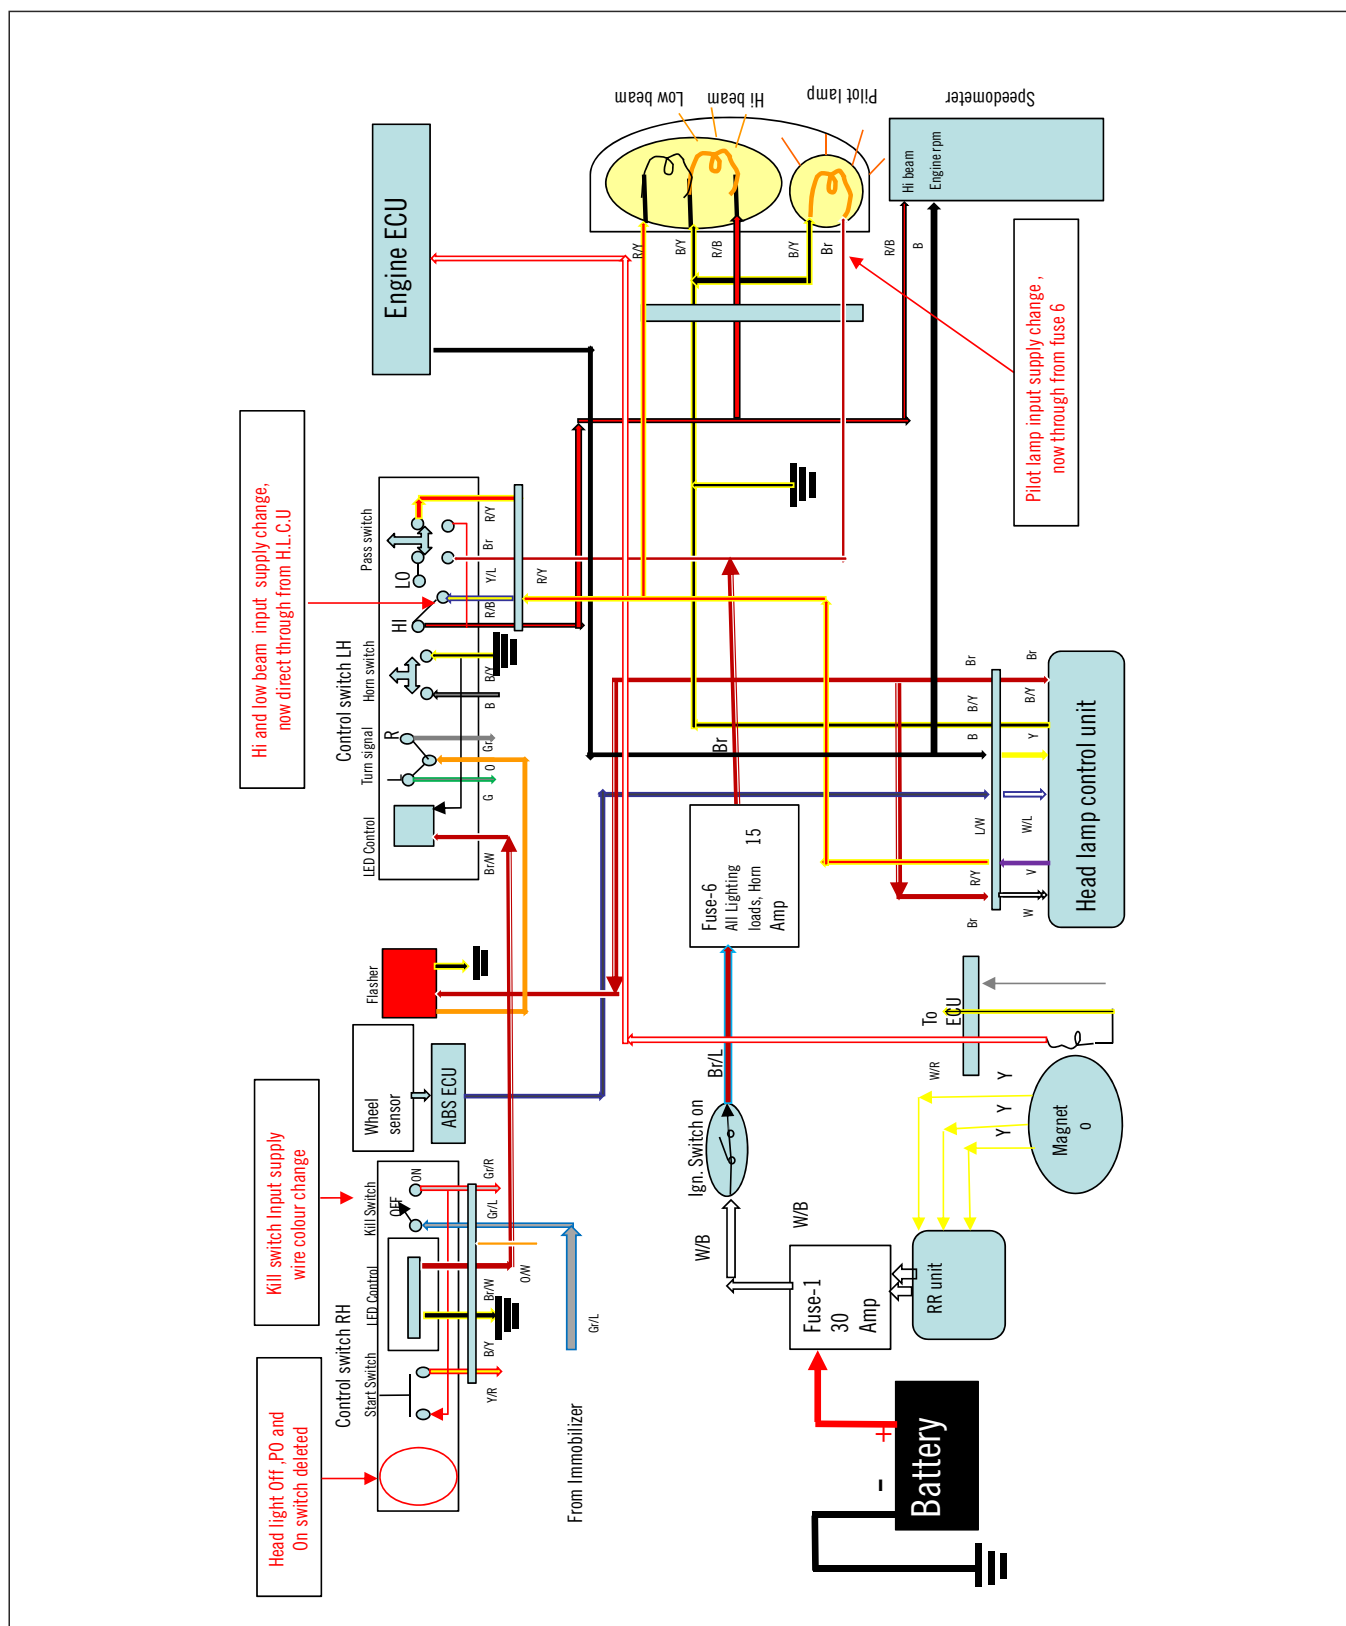 Head light Off ,PO and
On switch deleted
Kill switch Input supply
wire colour change
Hi and low beam input supply change,
now direct through from H.L.C.U
Control switch RH
Start Switch
LED Control
Kill Switch
OFF
ON
Y/R
B/Y
Br/W
Gr/L
Gr/R
O/W
Gr/L
From Immobilizer
Wheel
sensor
ABS ECU
Flasher
Control switch LH
LED Control
Turn signal
Horn switch
Pass switch
R
HI
LO
Br/W
G
O
Gr
B
B/Y
R/B
Y/L
Br
R/Y
R/Y
Engine ECU
Low beam
Hi beam
Pilot lamp
Speedometer
Hi beam
Engine rpm
R/Y
B/Y
R/B
B/Y
Br
R/B
B
Pilot lamp input supply change ,
now through from fuse 6
Battery
-
+
Fuse-1
30
Amp
W/B
W/B
Ign. Switch on
Br/L
Fuse-6
All Lighting
loads, Horn 15
Amp
Br
RR unit
Magnet
o
Y
Y
Y
W/R
To
ECU
Br
R/Y
L/W
B
B/Y
Br
W
V
W/L
Y
B/Y
Br
Head lamp control unit